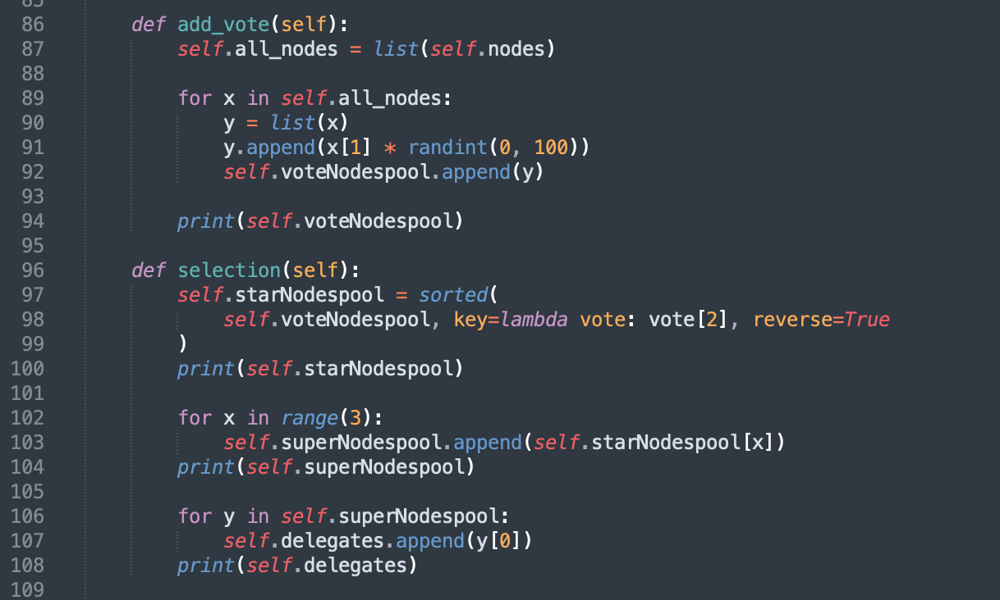 85
86 def add_vote(self):
87 self.all_nodes = list(self.nodes)
88
89 for x in self.all_nodes:
90 y = list(x)
91 y.append(x[1] * randint(0, 100))
92 self.voteNodespool.append(y)
93
94 print(self.voteNodespool)
95
96 def selection(self):
97 self.starNodespool = sorted(
98 self.voteNodespool, key=lambda vote: vote[2], reverse=True
99 )
100 print(self.starNodespool)
101
102 for x in range(3):
103 self.superNodespool.append(self.starNodespool[x])
104 print(self.superNodespool)
105
106 for y in self.superNodespool:
107 self.delegates.append(y[0])
108 print(self.delegates)
109